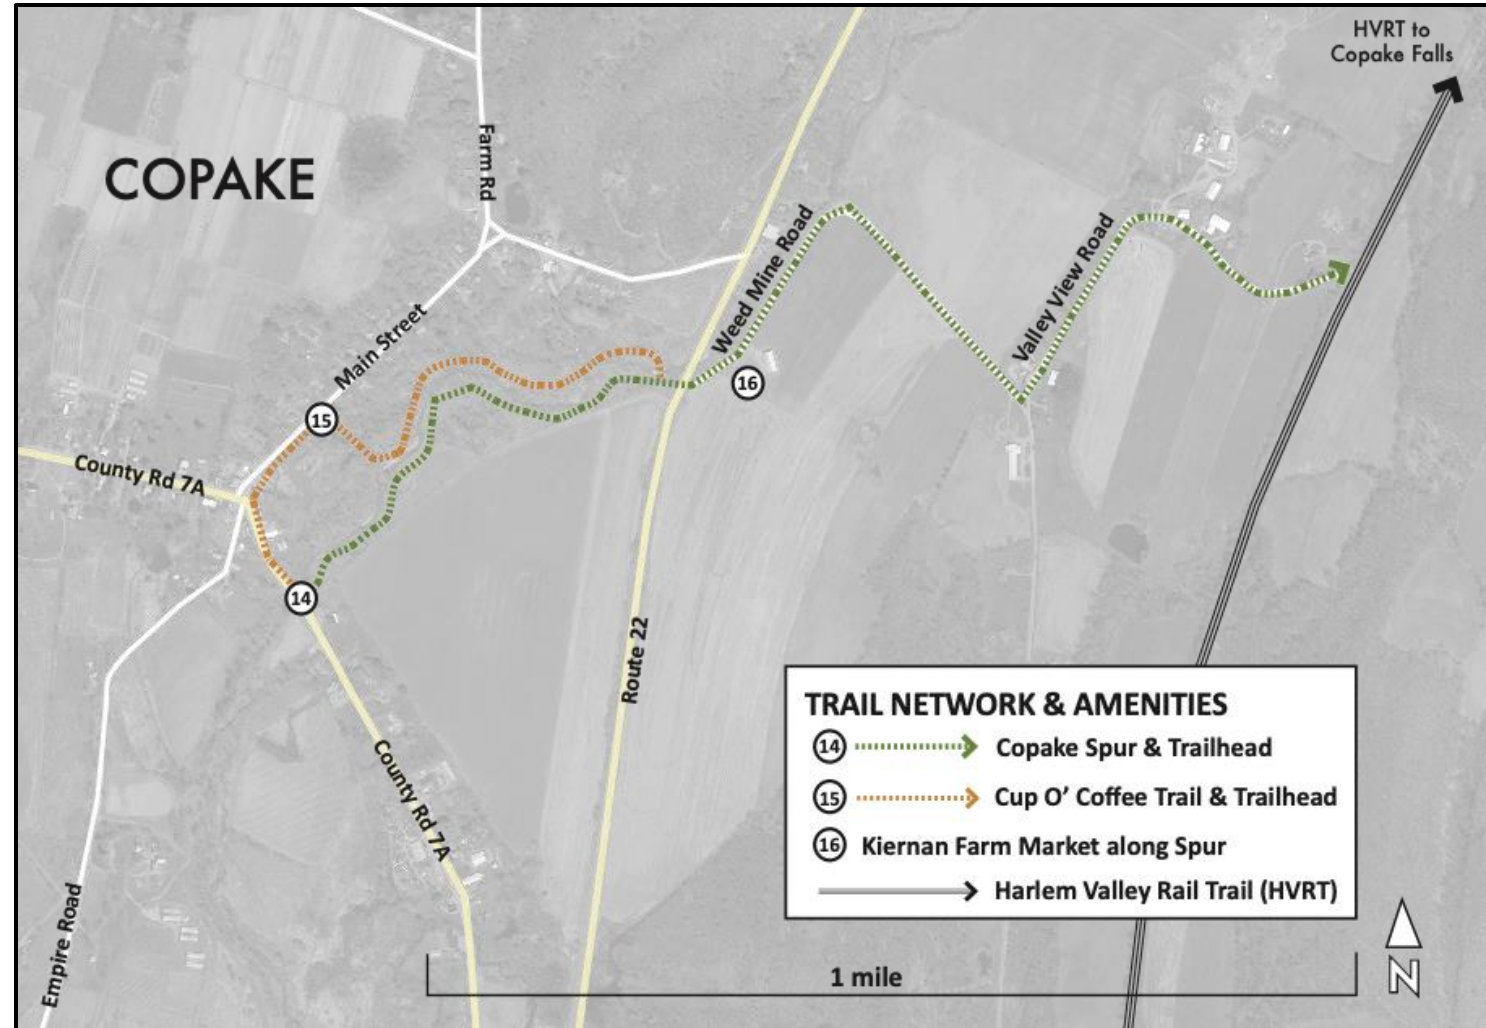 HVRT to
Copake Falls
COPAKE
Farm Rd
Weed Mine Road
Valley View Road
Main Street
16
15
County Rd 7A
14
Route 22
TRAIL NETWORK & AMENITIES
14 Copake Spur & Trailhead
15 Cup O’ Coffee Trail & Trailhead
16 Kiernan Farm Market along Spur
Harlem Valley Rail Trail (HVRT)
County Rd 7A
Empire Road
1 mile
N